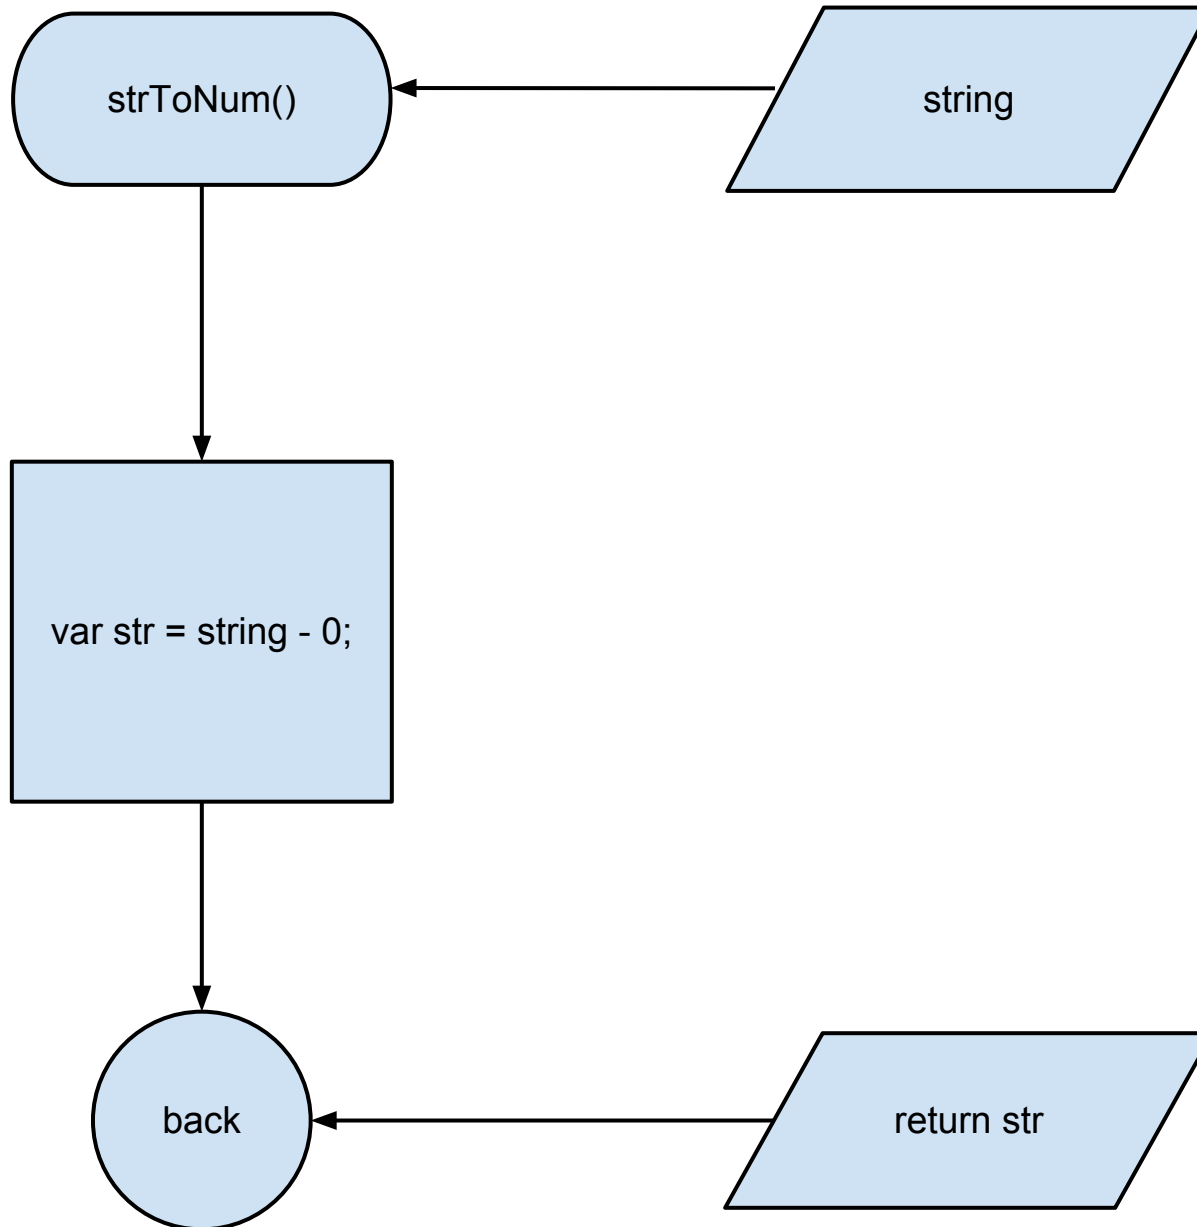 strToNum()
string
var str = string - 0;
back
return str